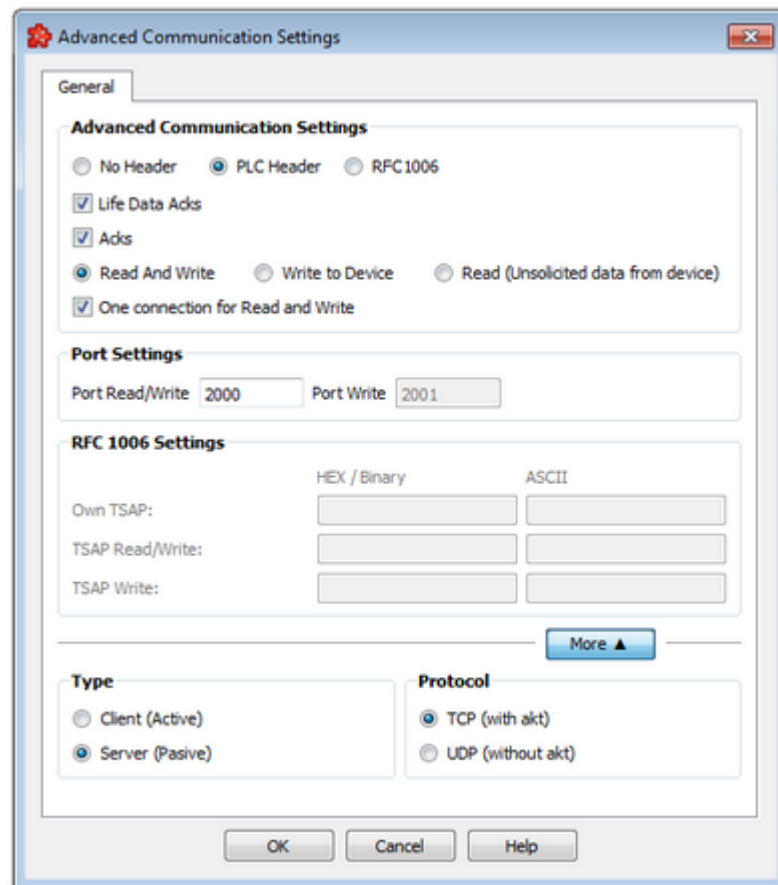 Advanced Communication Settings
General
Advanced Communication Settings
No Header PLC Header RFC1006
Life Data Acks
Acks
Read And Write Write to Device Read (Unsolicited data from device)
One connection for Read and Write
Port Settings
Port Read/Write 2000 Port Write 2001
RFC 1006 Settings
HEX / Binary ASCII
Own TSAP:
TSAP Read/Write:
TSAP Write:
More ▲
Type Protocol
Client (Active) TCP (with akt)
Server (Pasive) UDP (without akt)
OK Cancel Help